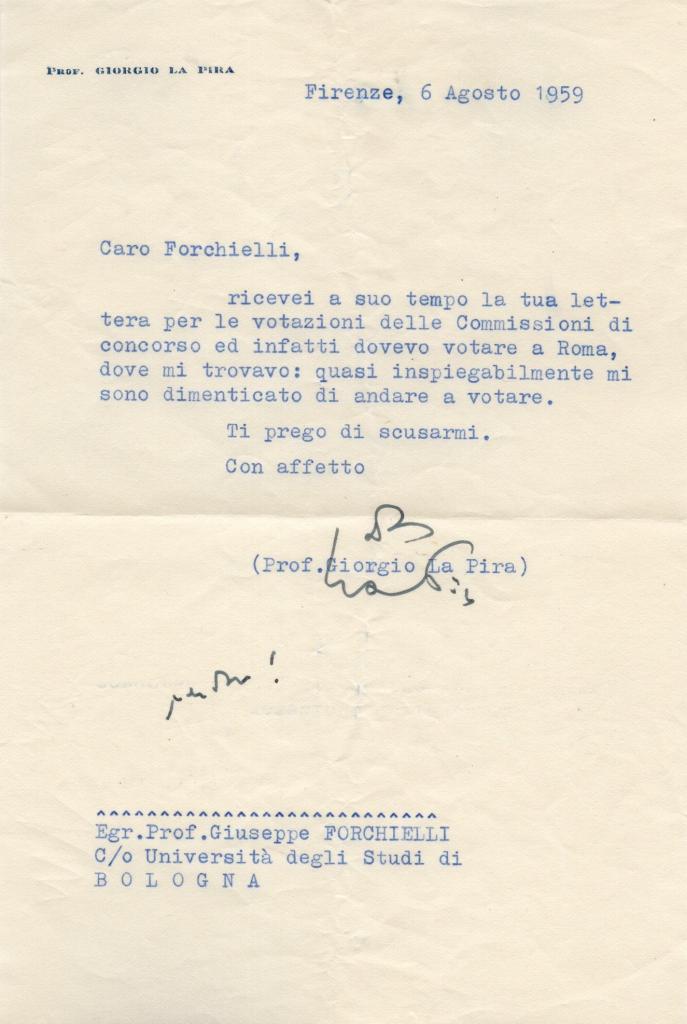 PROF. GIORGIO LA PIRA
Firenze, 6 Agosto 1959
Caro Forchielli,
ricevei a suo tempo la tua let-
tera per le votazioni delle Commissioni di
concorso ed infatti dovevo votare a Roma,
dove mi trovavo: quasi inspiegabilmente mi
sono dimenticato di andare a votare.
Ti prego di scusarmi.
Con affetto
(Prof.Giorgio La Pira)
La Pira
^^^^^^^^^^^^^^^^^^^^^^^^^^^
Egr.Prof.Giuseppe FORCHIELLI
C/o Università degli Studi di
B O L O G N A